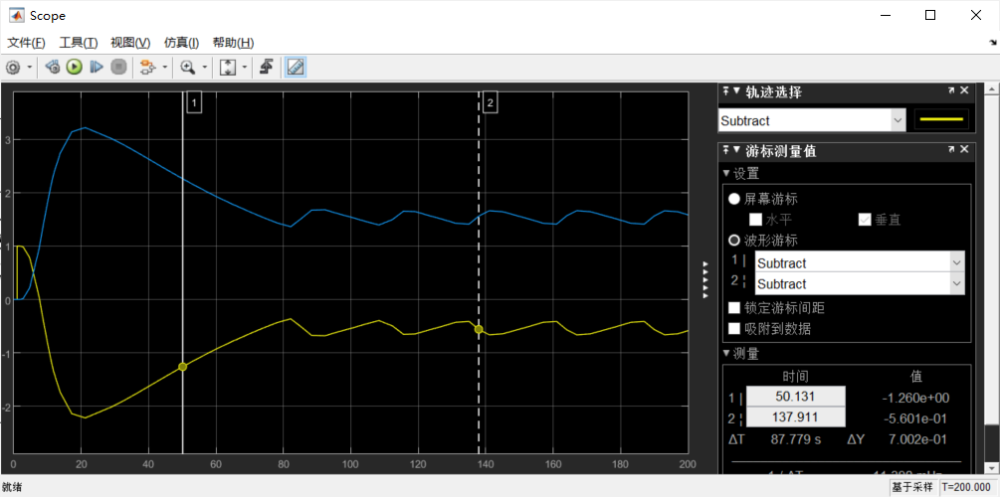 Scope
文件(F) 工具(T) 视图(V) 仿真(I) 帮助(H)
1
2
3
2
1
0
-1
-2
0 20 40 60 80 100 120 140 160 180 200
轨迹选择
Subtract
游标测量值
设置
屏幕游标
水平 垂直
波形游标
1 | Subtract
2 ¦ Subtract
锁定游标间距
吸附到数据
测量
时间 值
1 | 50.131 -1.260e+00
2 ¦ 137.911 -5.601e-01
ΔT 87.779 s ΔY 7.002e-01
就绪
基于采样 T=200.000